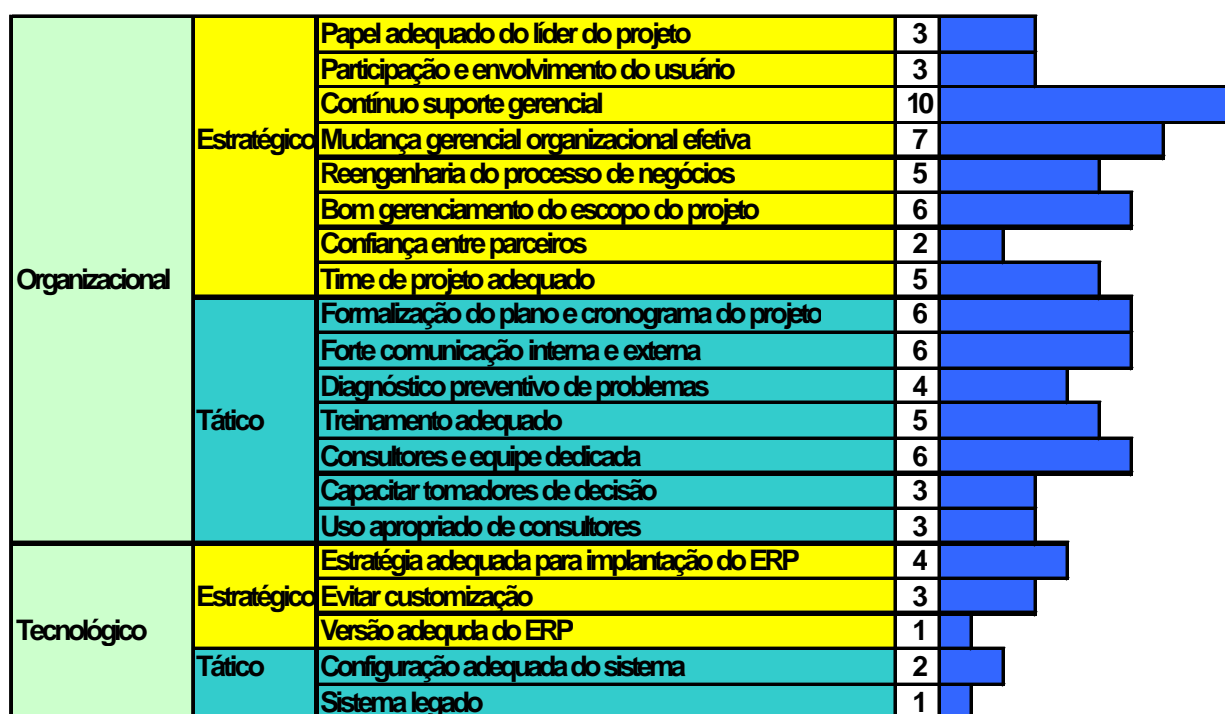 Papel adequado do líder do projeto 3
Participação e envolvimento do usuário 3
Contínuo suporte gerencial 10
Estratégico Mudança gerencial organizacional efetiva 7
Reengenharia do processo de negócios 5
Bom gerenciamento do escopo do projeto 6
Confiança entre parceiros 2
Organizacional Time de projeto adequado 5
Formalização do plano e cronograma do projeto 6
Forte comunicação interna e externa 6
Diagnóstico preventivo de problemas 4
Tático Treinamento adequado 5
Consultores e equipe dedicada 6
Capacitar tomadores de decisão 3
Uso apropriado de consultores 3
Estratégia adequada para implantação do ERP 4
Estratégico Evitar customização 3
Tecnológico Versão adequda do ERP 1
Tático Configuração adequada do sistema 2
Sistema legado 1